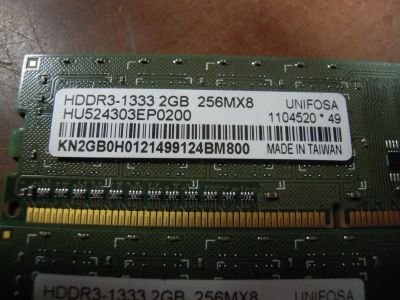 HDDR3-1333 2GB 256MX8 UNIFOSA
HU524303EP0200 1104520 * 49
KN2GB0H0121499124BM800 MADE IN TAIWAN
HDDR3-1333 2GB 256MX8 UNIFOSA